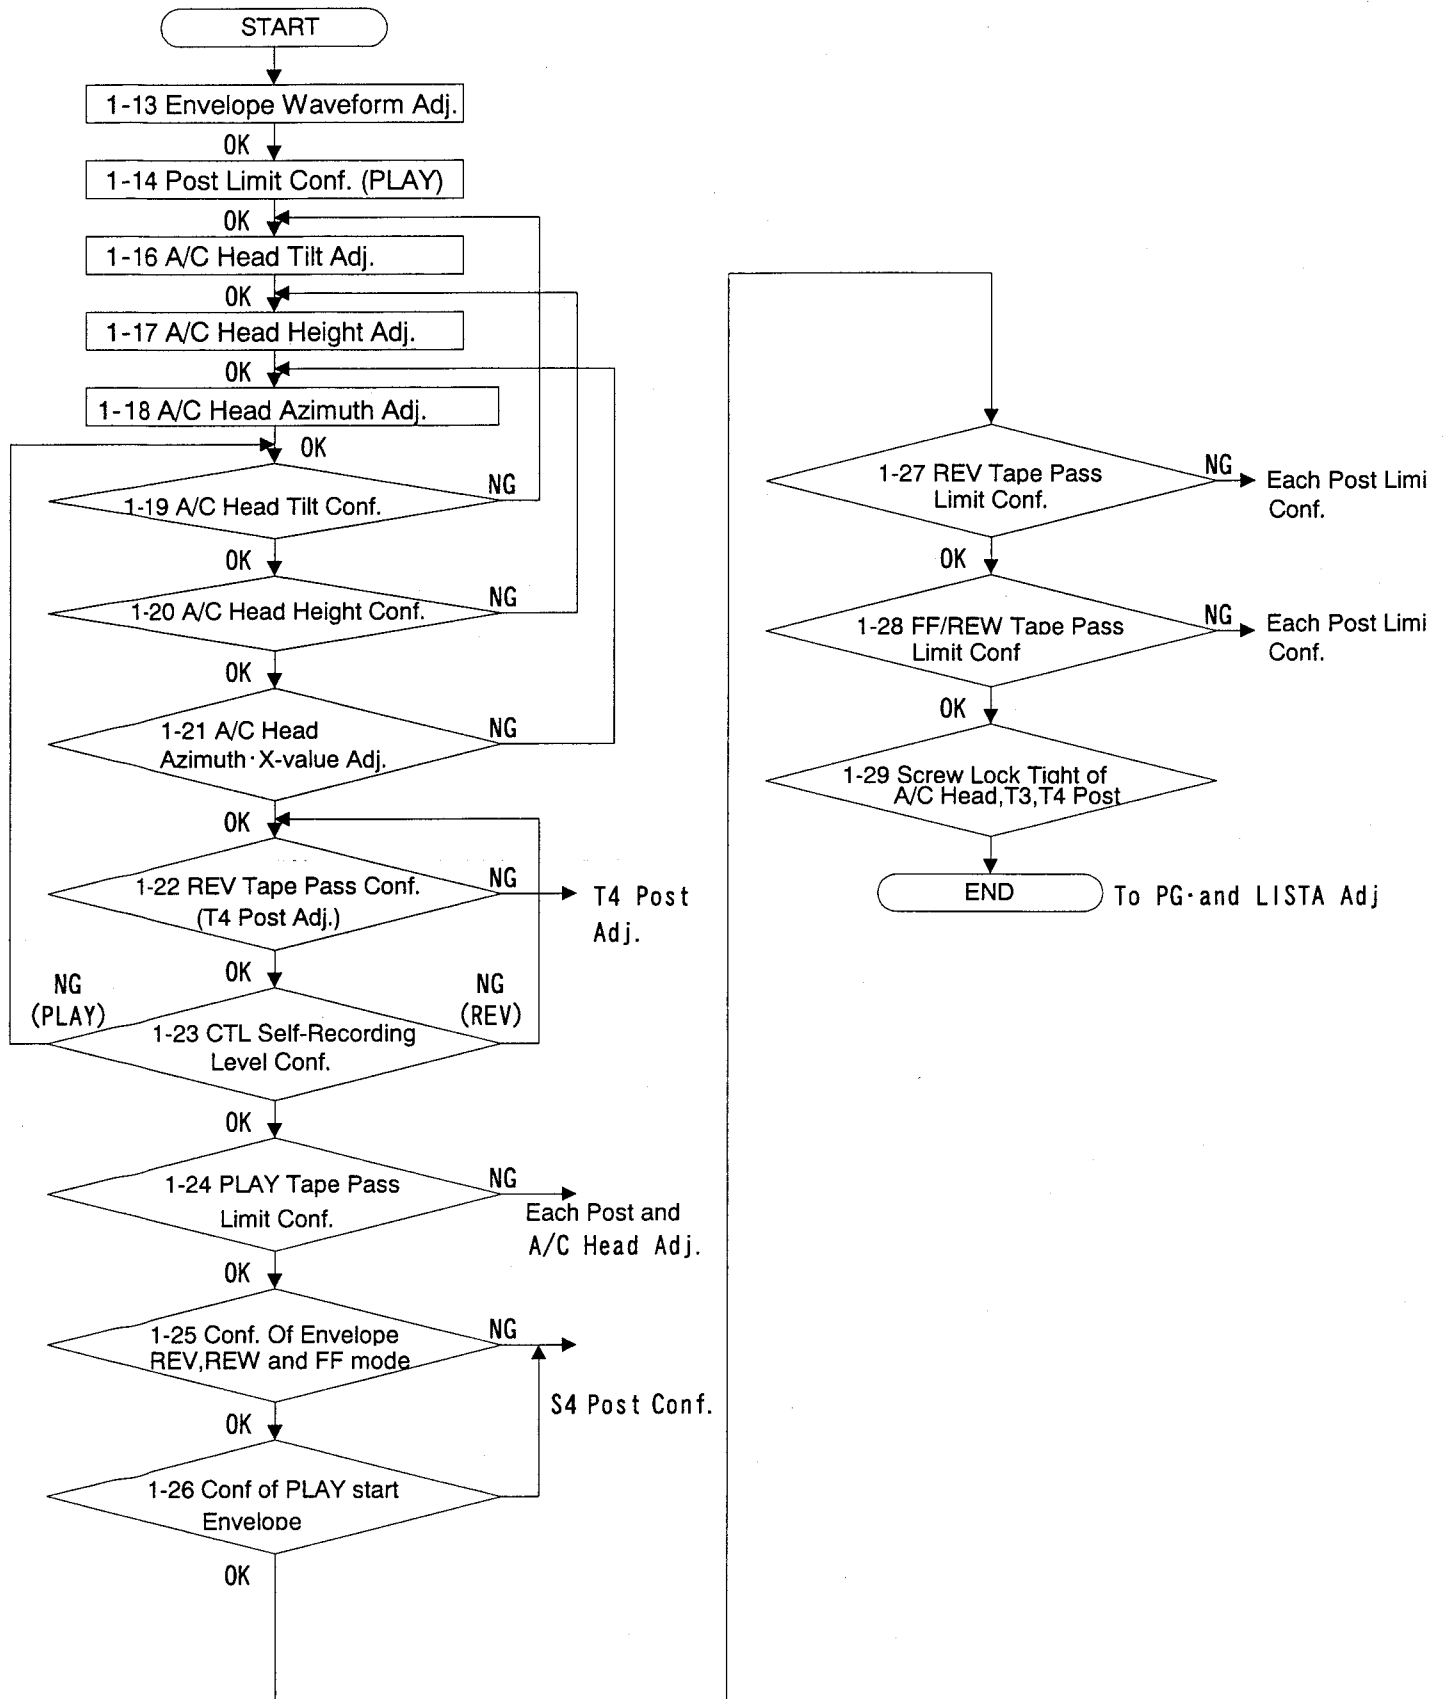 START
1-13 Envelope Waveform Adj.
OK
1-14 Post Limit Conf. (PLAY)
OK
1-16 A/C Head Tilt Adj.
OK
1-17 A/C Head Height Adj.
OK
1-18 A/C Head Azimuth Adj.
OK
1-19 A/C Head Tilt Conf.
NG
OK
1-20 A/C Head Height Conf.
NG
OK
1-21 A/C Head
Azimuth·X-value Adj.
NG
OK
1-22 REV Tape Pass Conf.
(T4 Post Adj.)
NG
T4 Post
Adj.
OK
NG
(PLAY)
NG
(REV)
1-23 CTL Self-Recording
Level Conf.
OK
1-24 PLAY Tape Pass
Limit Conf.
NG
Each Post and
A/C Head Adj.
OK
1-25 Conf. Of Envelope
REV,REW and FF mode
NG
S4 Post Conf.
OK
1-26 Conf of PLAY start
Envelope
OK
1-27 REV Tape Pass
Limit Conf.
NG
Each Post Limi
Conf.
OK
1-28 FF/REW Tape Pass
Limit Conf
NG
Each Post Limi
Conf.
OK
1-29 Screw Lock Tight of
A/C Head,T3,T4 Post
END
To PG·and LISTA Adj